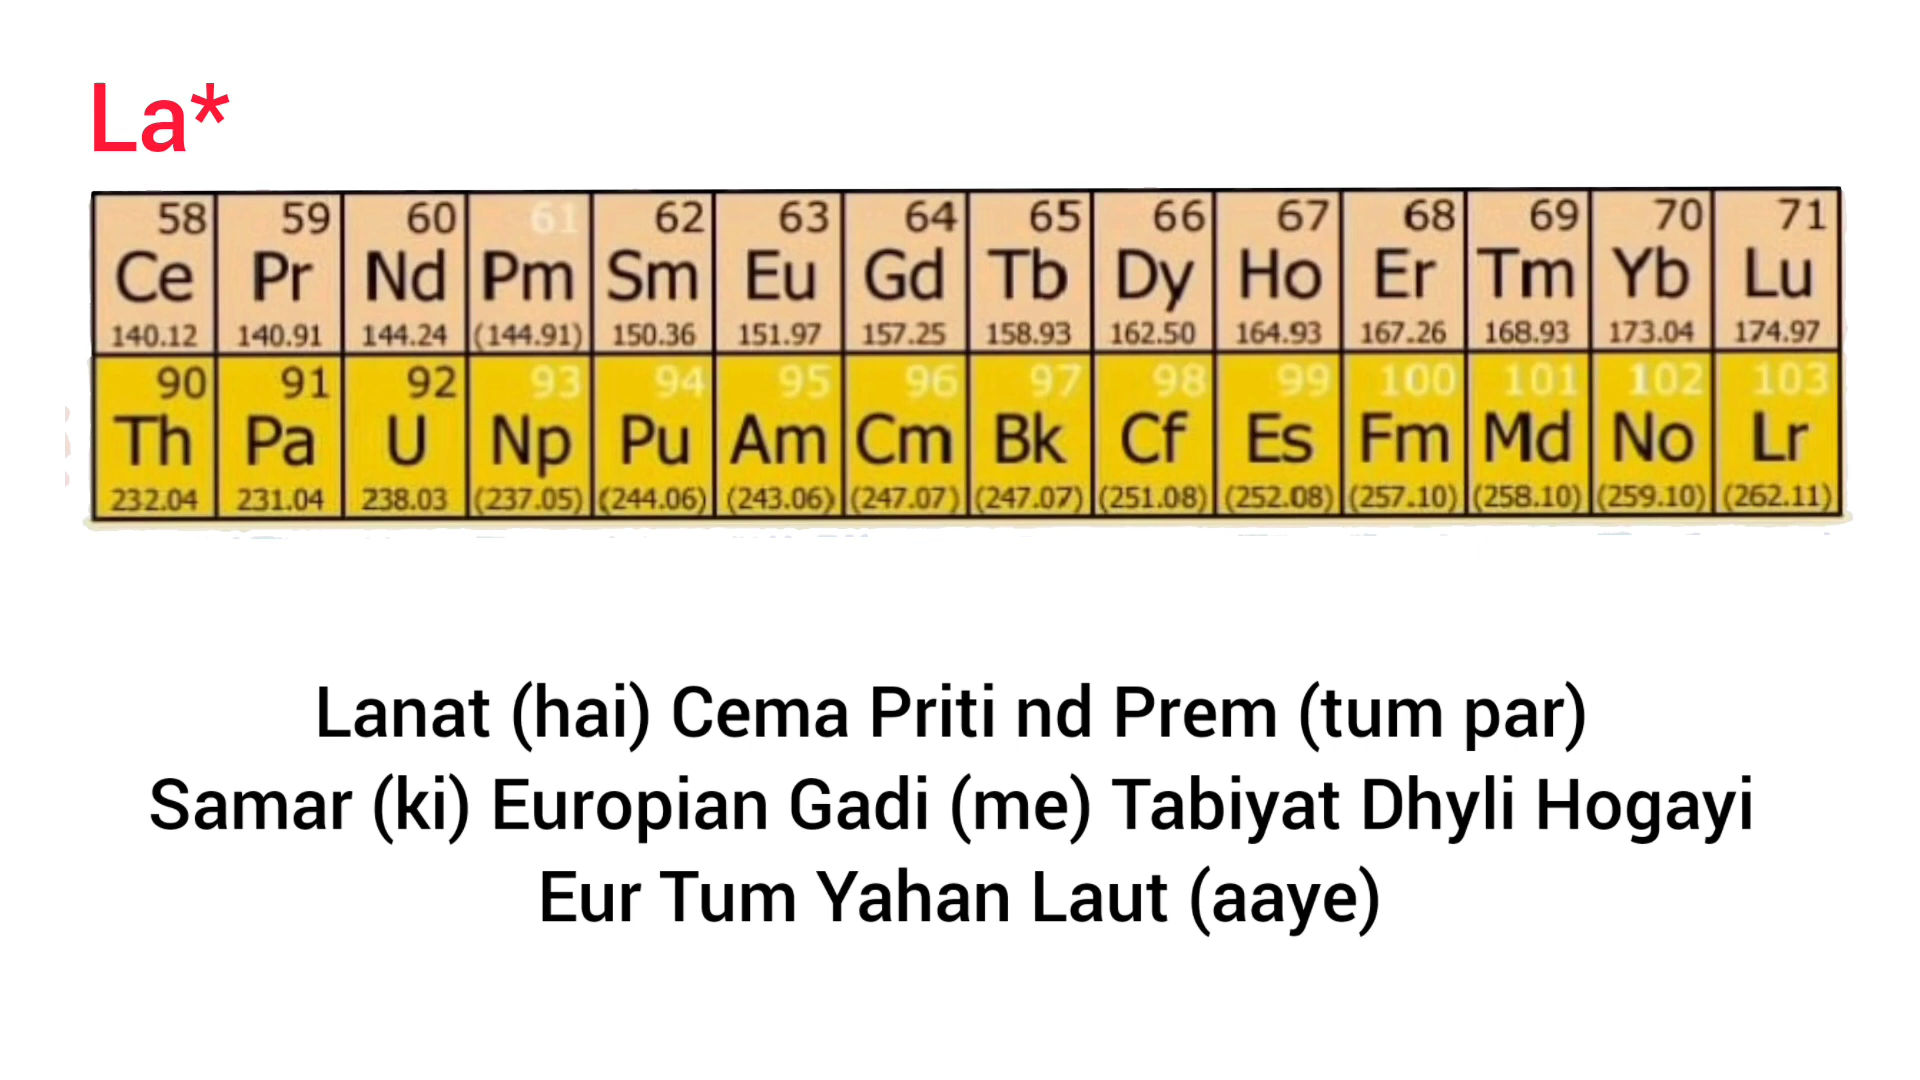 La*
58 59 60 61 62 63 64 65 66 67 68 69 70 71
Ce Pr Nd Pm Sm Eu Gd Tb Dy Ho Er Tm Yb Lu
140.12 140.91 144.24 (144.91) 150.36 151.97 157.25 158.93 162.50 164.93 167.26 168.93 173.04 174.97
90 91 92 93 94 95 96 97 98 99 100 101 102 103
Th Pa U Np Pu Am Cm Bk Cf Es Fm Md No Lr
232.04 231.04 238.03 (237.05) (244.06) (243.06) (247.07) (247.07) (251.08) (252.08) (257.10) (258.10) (259.10) (262.11)
Lanat (hai) Cema Priti nd Prem (tum par)
Samar (ki) Europian Gadi (me) Tabiyat Dhyli Hogayi
Eur Tum Yahan Laut (aaye)